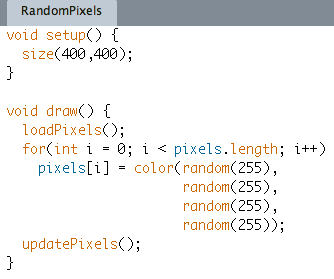 RandomPixels
void setup() {
  size(400,400);
}

void draw() {
  loadPixels();
  for(int i = 0; i < pixels.length; i++)
    pixels[i] = color(random(255),
                      random(255),
                      random(255),
                      random(255));
  updatePixels();
}